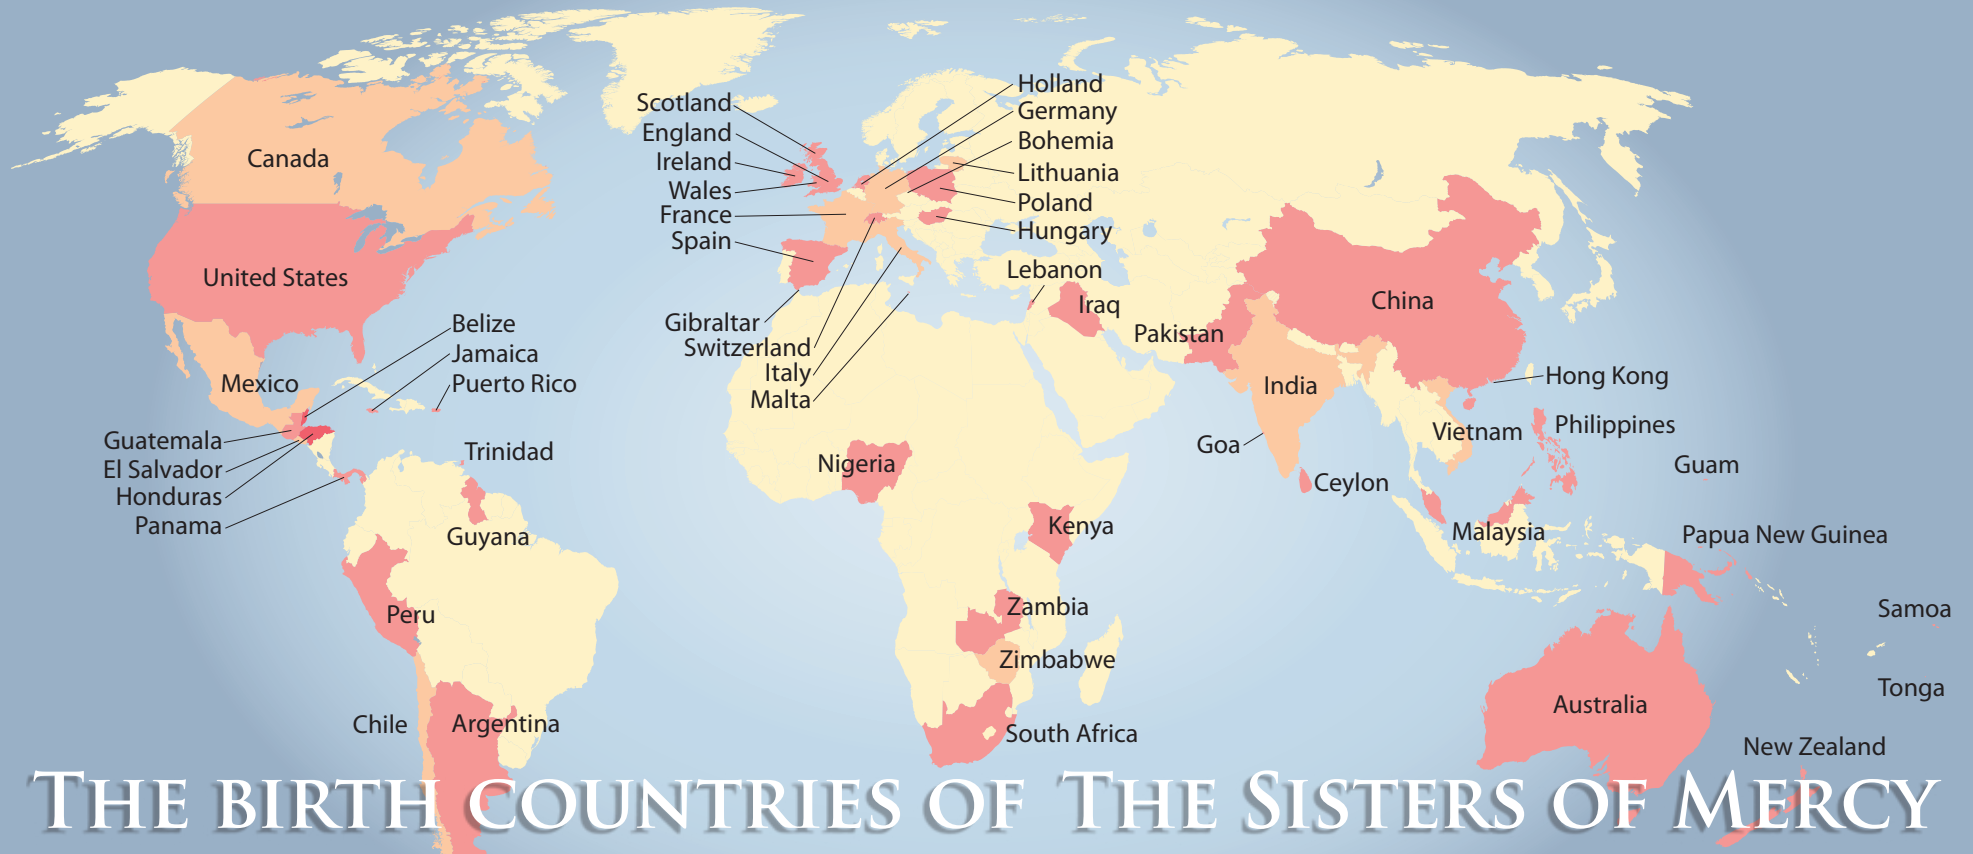 Canada
United States
Mexico
Belize
Jamaica
Puerto Rico
Guatemala
El Salvador
Honduras
Panama
Trinidad
Guyana
Peru
Chile
Argentina
Scotland
England
Ireland
Wales
France
Spain
Gibraltar
Switzerland
Italy
Malta
Holland
Germany
Bohemia
Lithuania
Poland
Hungary
Lebanon
Iraq
Pakistan
China
India
Goa
Ceylon
Hong Kong
Vietnam
Philippines
Guam
Malaysia
Papua New Guinea
Samoa
Tonga
Australia
New Zealand
Nigeria
Kenya
Zambia
Zimbabwe
South Africa
The birth countries of The Sisters of Mercy